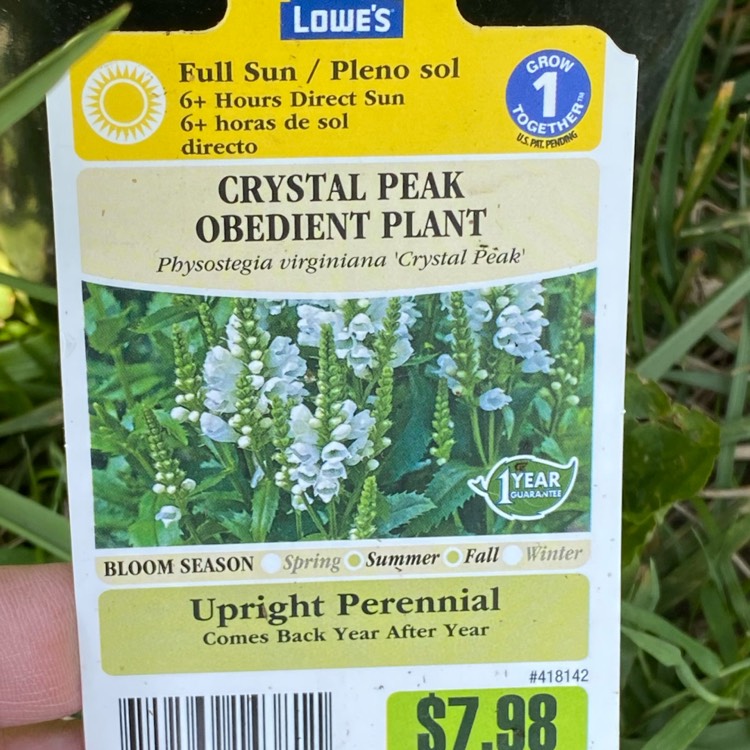 LOWE'S
Full Sun / Pleno sol
6+ Hours Direct Sun
6+ horas de sol
directo
GROW
1
TOGETHER™
U.S. PAT. PENDING
CRYSTAL PEAK
OBEDIENT PLANT
Physostegia virginiana 'Crystal Peak'
1 YEAR
GUARANTEE
BLOOM SEASON Spring Summer Fall Winter
Upright Perennial
Comes Back Year After Year
#418142
$7.98